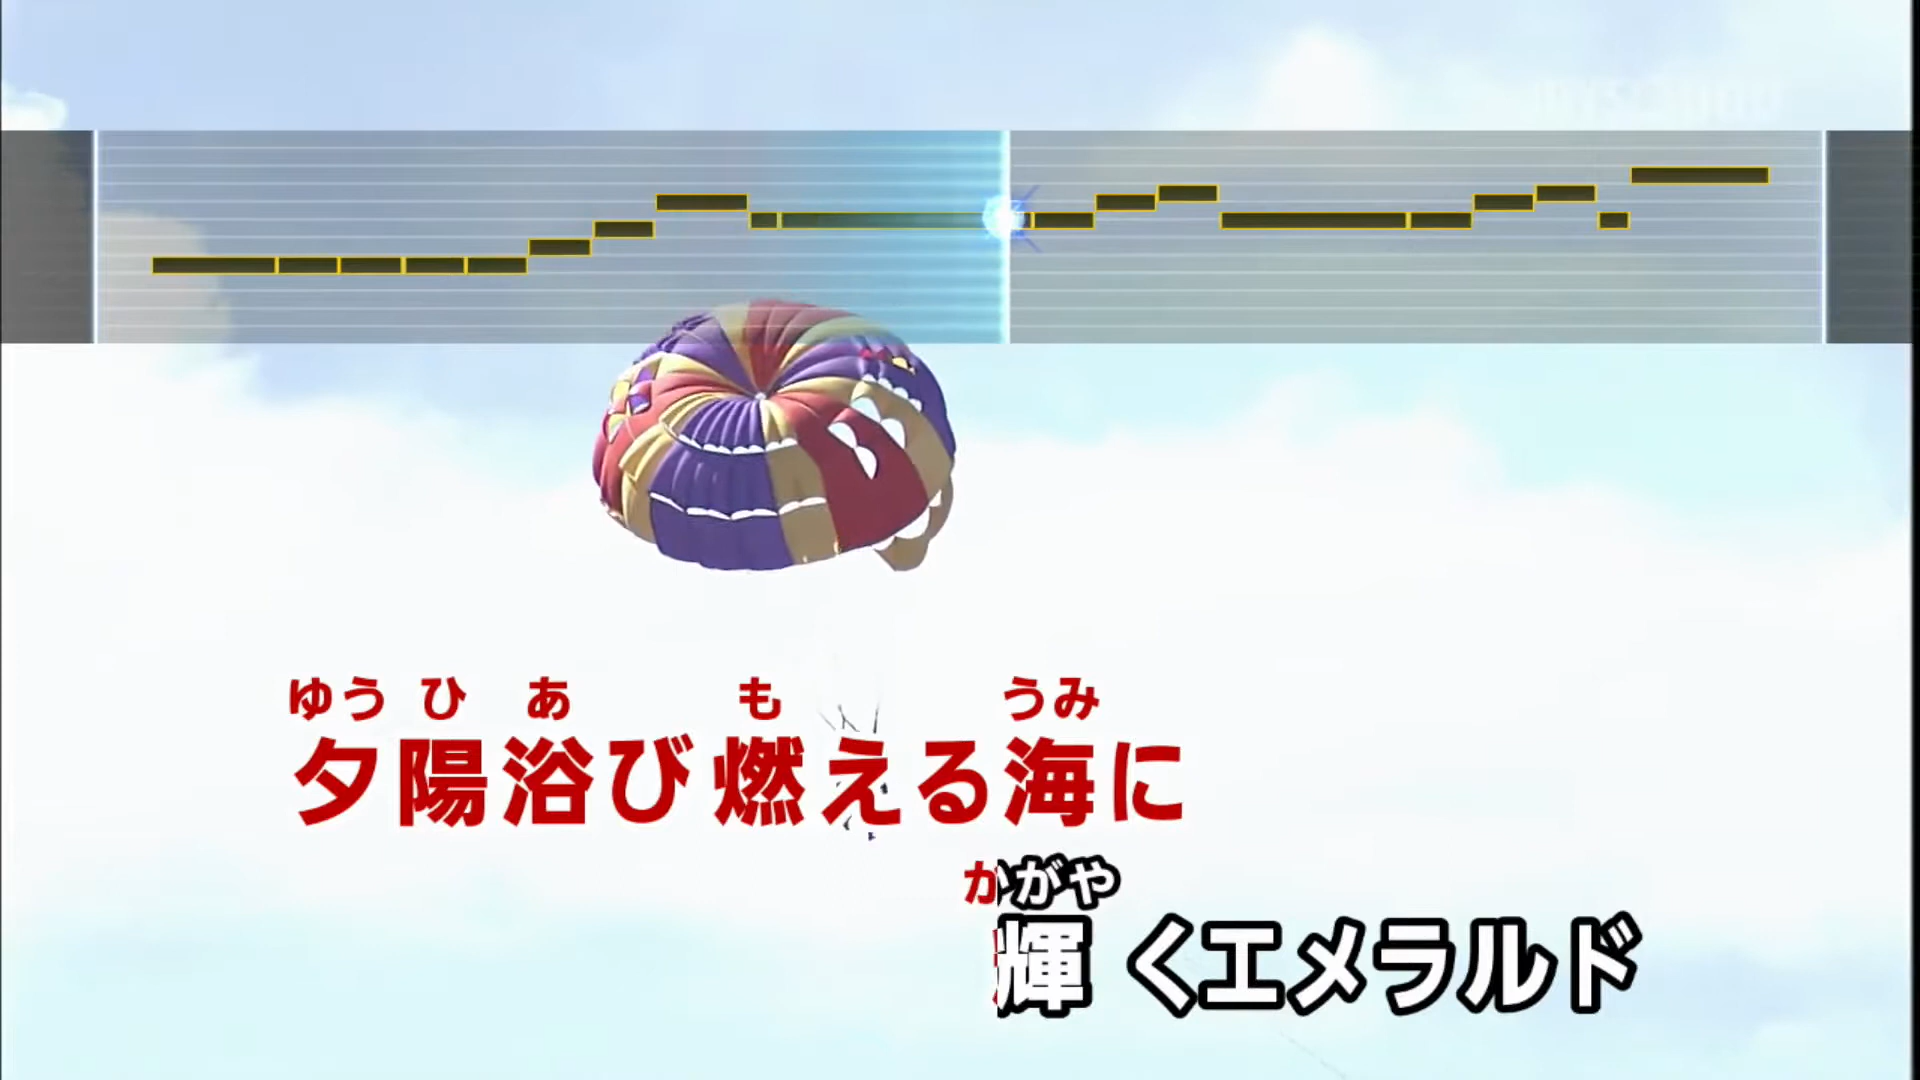 ゆうひあもうみ
夕陽浴び燃える海に
かがや
輝くエメラルド